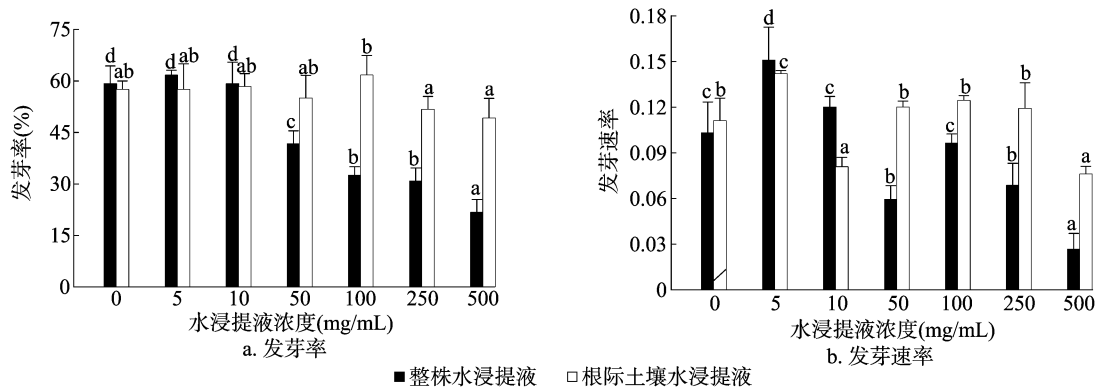 75
60
45
30
15
0
发芽率(%)
d ab d ab d ab c ab b b b a a a
0 5 10 50 100 250 500
水浸提液浓度(mg/mL)
a. 发芽率
0.18
0.15
0.12
0.09
0.06
0.03
0
发芽速率
c b d c c a b b c b b b a a
0 5 10 50 100 250 500
水浸提液浓度(mg/mL)
b. 发芽速率
整株水浸提液 根际土壤水浸提液